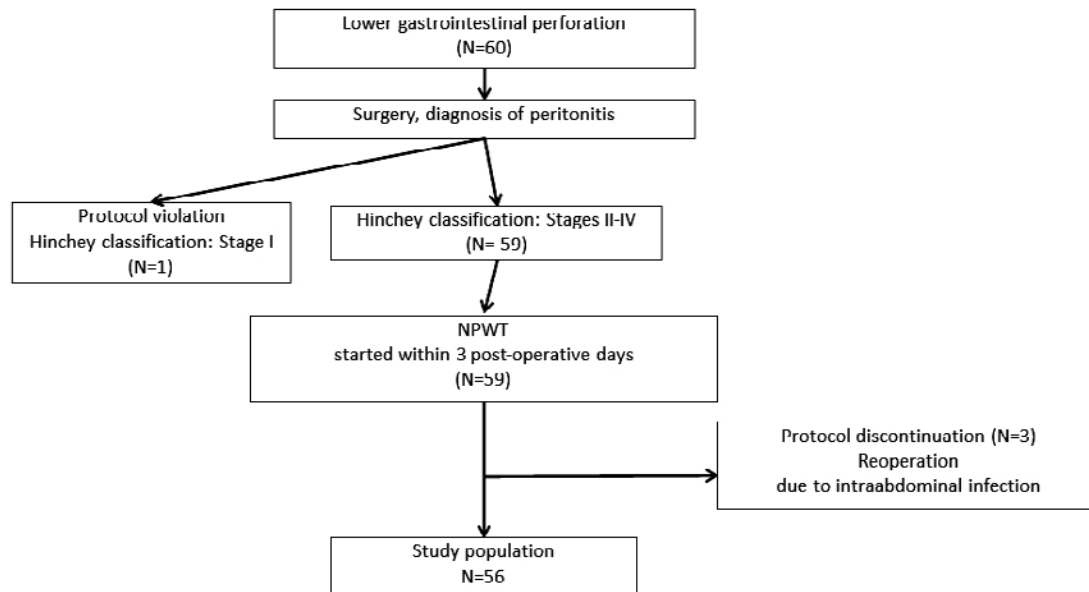 Lower gastrointestinal perforation
(N=60)
Surgery, diagnosis of peritonitis
Protocol violation
Hinchey classification: Stage I
(N=1)
Hinchey classification: Stages II-IV
(N= 59)
NPWT
started within 3 post-operative days
(N=59)
Protocol discontinuation (N=3)
Reoperation
due to intraabdominal infection
Study population
N=56